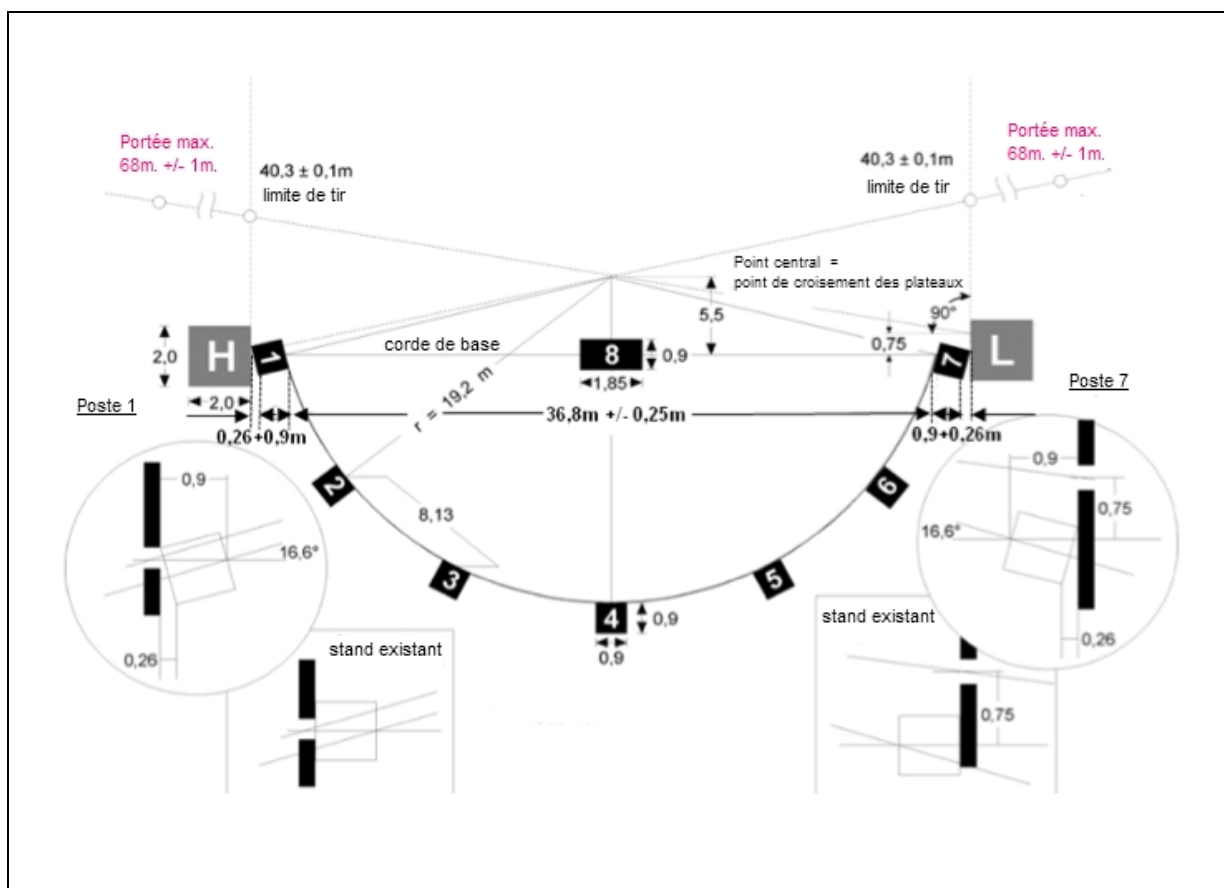 Portée max.
68m. +/- 1m.
40,3 ± 0,1m
limite de tir
40,3 ± 0,1m
limite de tir
Portée max.
68m. +/- 1m.
Point central =
point de croisement des plateaux
5,5
90°
0,75
H
1
2,0
2,0
corde de base
8
0,9
1,85
7
L
Poste 1
Poste 7
0,26+0,9m
r = 19,2 m
36,8m +/- 0,25m
0,9+0,26m
0,9
16,6°
0,26
2
8,13
3
4
0,9
0,9
5
6
0,9
0,75
16,6°
0,26
stand existant
stand existant
0,75